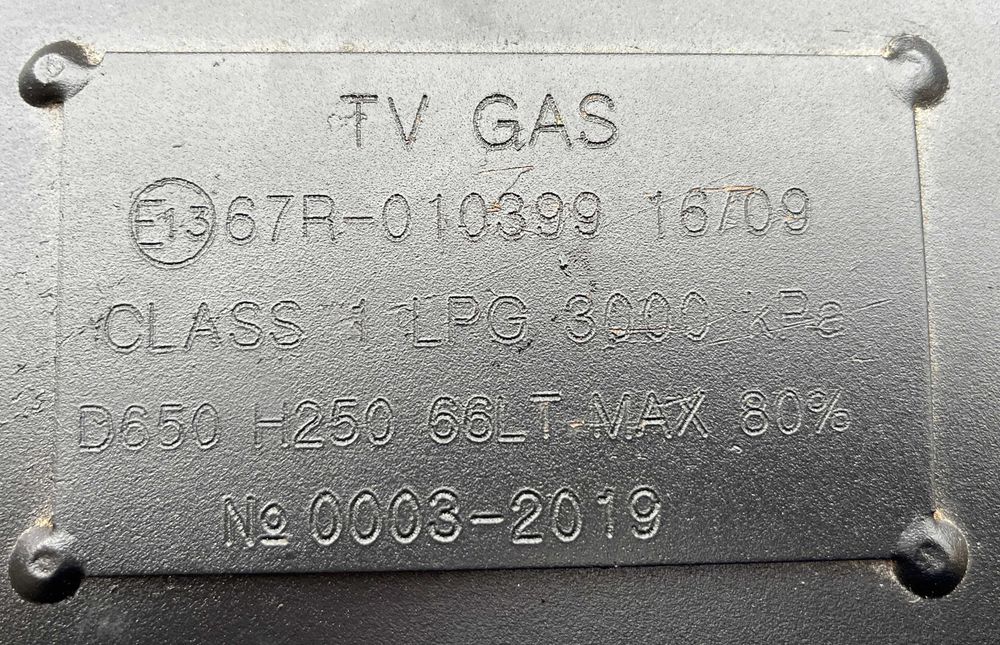 TV GAS
E13 67R-010399 16/09
CLASS 1 LPG 3000 kPa
D650 H250 66LT MAX 80%
№ 0003-2019